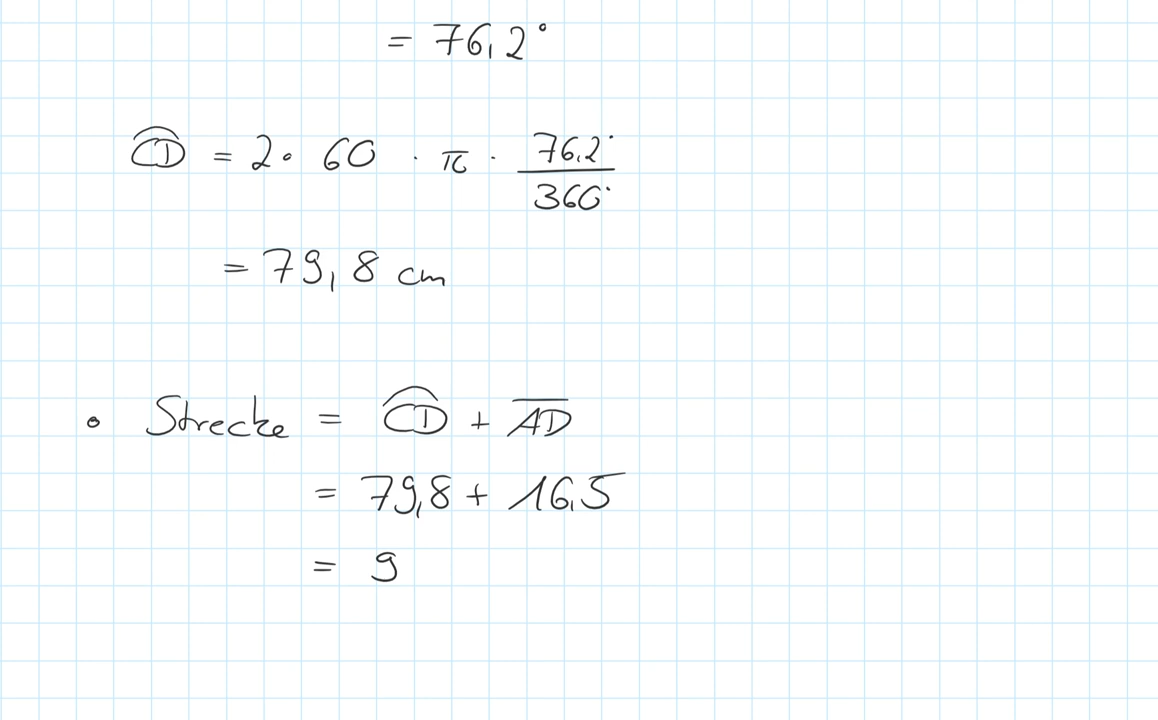 = 76,2°
CD = 2 · 60 · π · 76,2° / 360°
= 79,8 cm
• Strecke = CD + AD
= 79,8 + 16,5
= 9